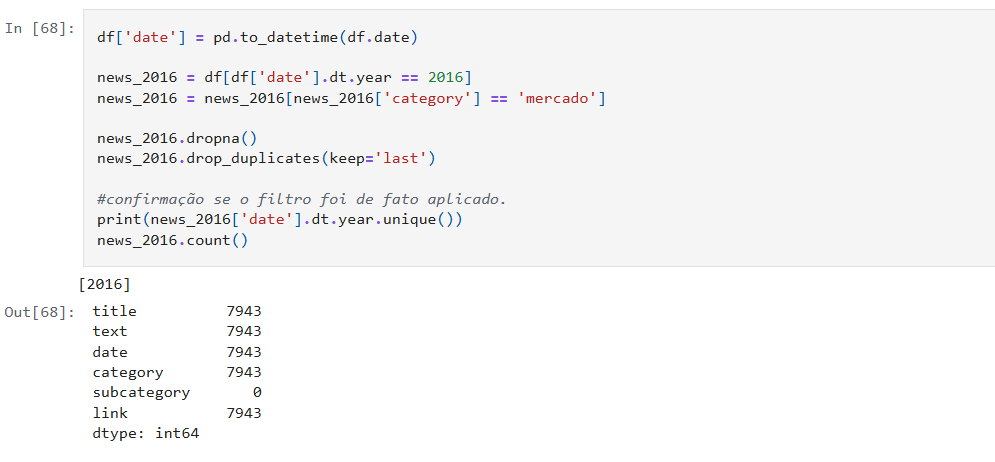 In [68]:
df['date'] = pd.to_datetime(df.date)
news_2016 = df[df['date'].dt.year == 2016]
news_2016 = news_2016[news_2016['category'] == 'mercado']
news_2016.dropna()
news_2016.drop_duplicates(keep='last')
#confirmação se o filtro foi de fato aplicado.
print(news_2016['date'].dt.year.unique())
news_2016.count()
[2016]
Out[68]: title 7943
text 7943
date 7943
category 7943
subcategory 0
link 7943
dtype: int64